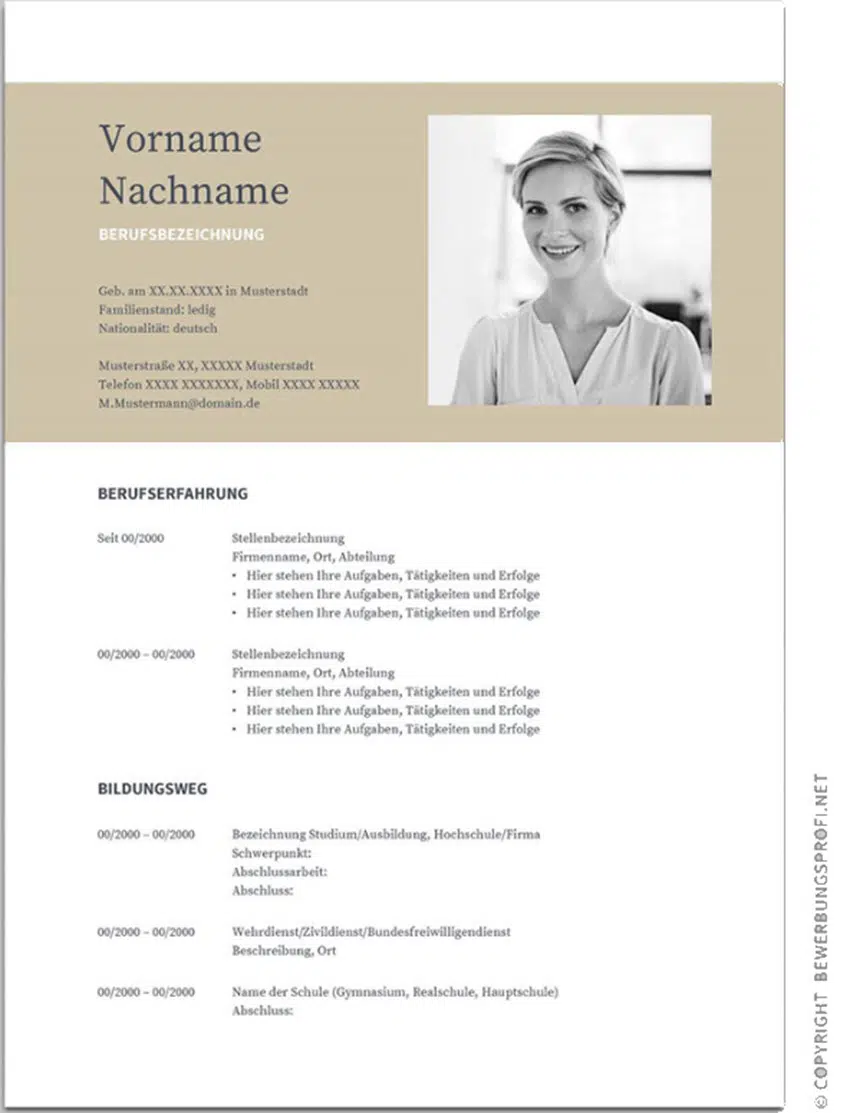 Vorname
Nachname
BERUFSBEZEICHNUNG
Geb. am XX.XX.XXXX in Musterstadt
Familienstand: ledig
Nationalität: deutsch
Musterstraße XX, XXXXX Musterstadt
Telefon XXXX XXXXXXX, Mobil XXXX XXXXX
M.Mustermann@domain.de
BERUFSERFAHRUNG
Seit 00/2000 Stellenbezeichnung
Firmenname, Ort, Abteilung
• Hier stehen Ihre Aufgaben, Tätigkeiten und Erfolge
• Hier stehen Ihre Aufgaben, Tätigkeiten und Erfolge
• Hier stehen Ihre Aufgaben, Tätigkeiten und Erfolge
00/2000 – 00/2000 Stellenbezeichnung
Firmenname, Ort, Abteilung
• Hier stehen Ihre Aufgaben, Tätigkeiten und Erfolge
• Hier stehen Ihre Aufgaben, Tätigkeiten und Erfolge
• Hier stehen Ihre Aufgaben, Tätigkeiten und Erfolge
BILDUNGSWEG
00/2000 – 00/2000 Bezeichnung Studium/Ausbildung, Hochschule/Firma
Schwerpunkt:
Abschlussarbeit:
Abschluss:
00/2000 – 00/2000 Wehrdienst/Zivildienst/Bundesfreiwilligendienst
Beschreibung, Ort
00/2000 – 00/2000 Name der Schule (Gymnasium, Realschule, Hauptschule)
Abschluss:
© COPYRIGHT BEWERBUNGSPROFI.NET